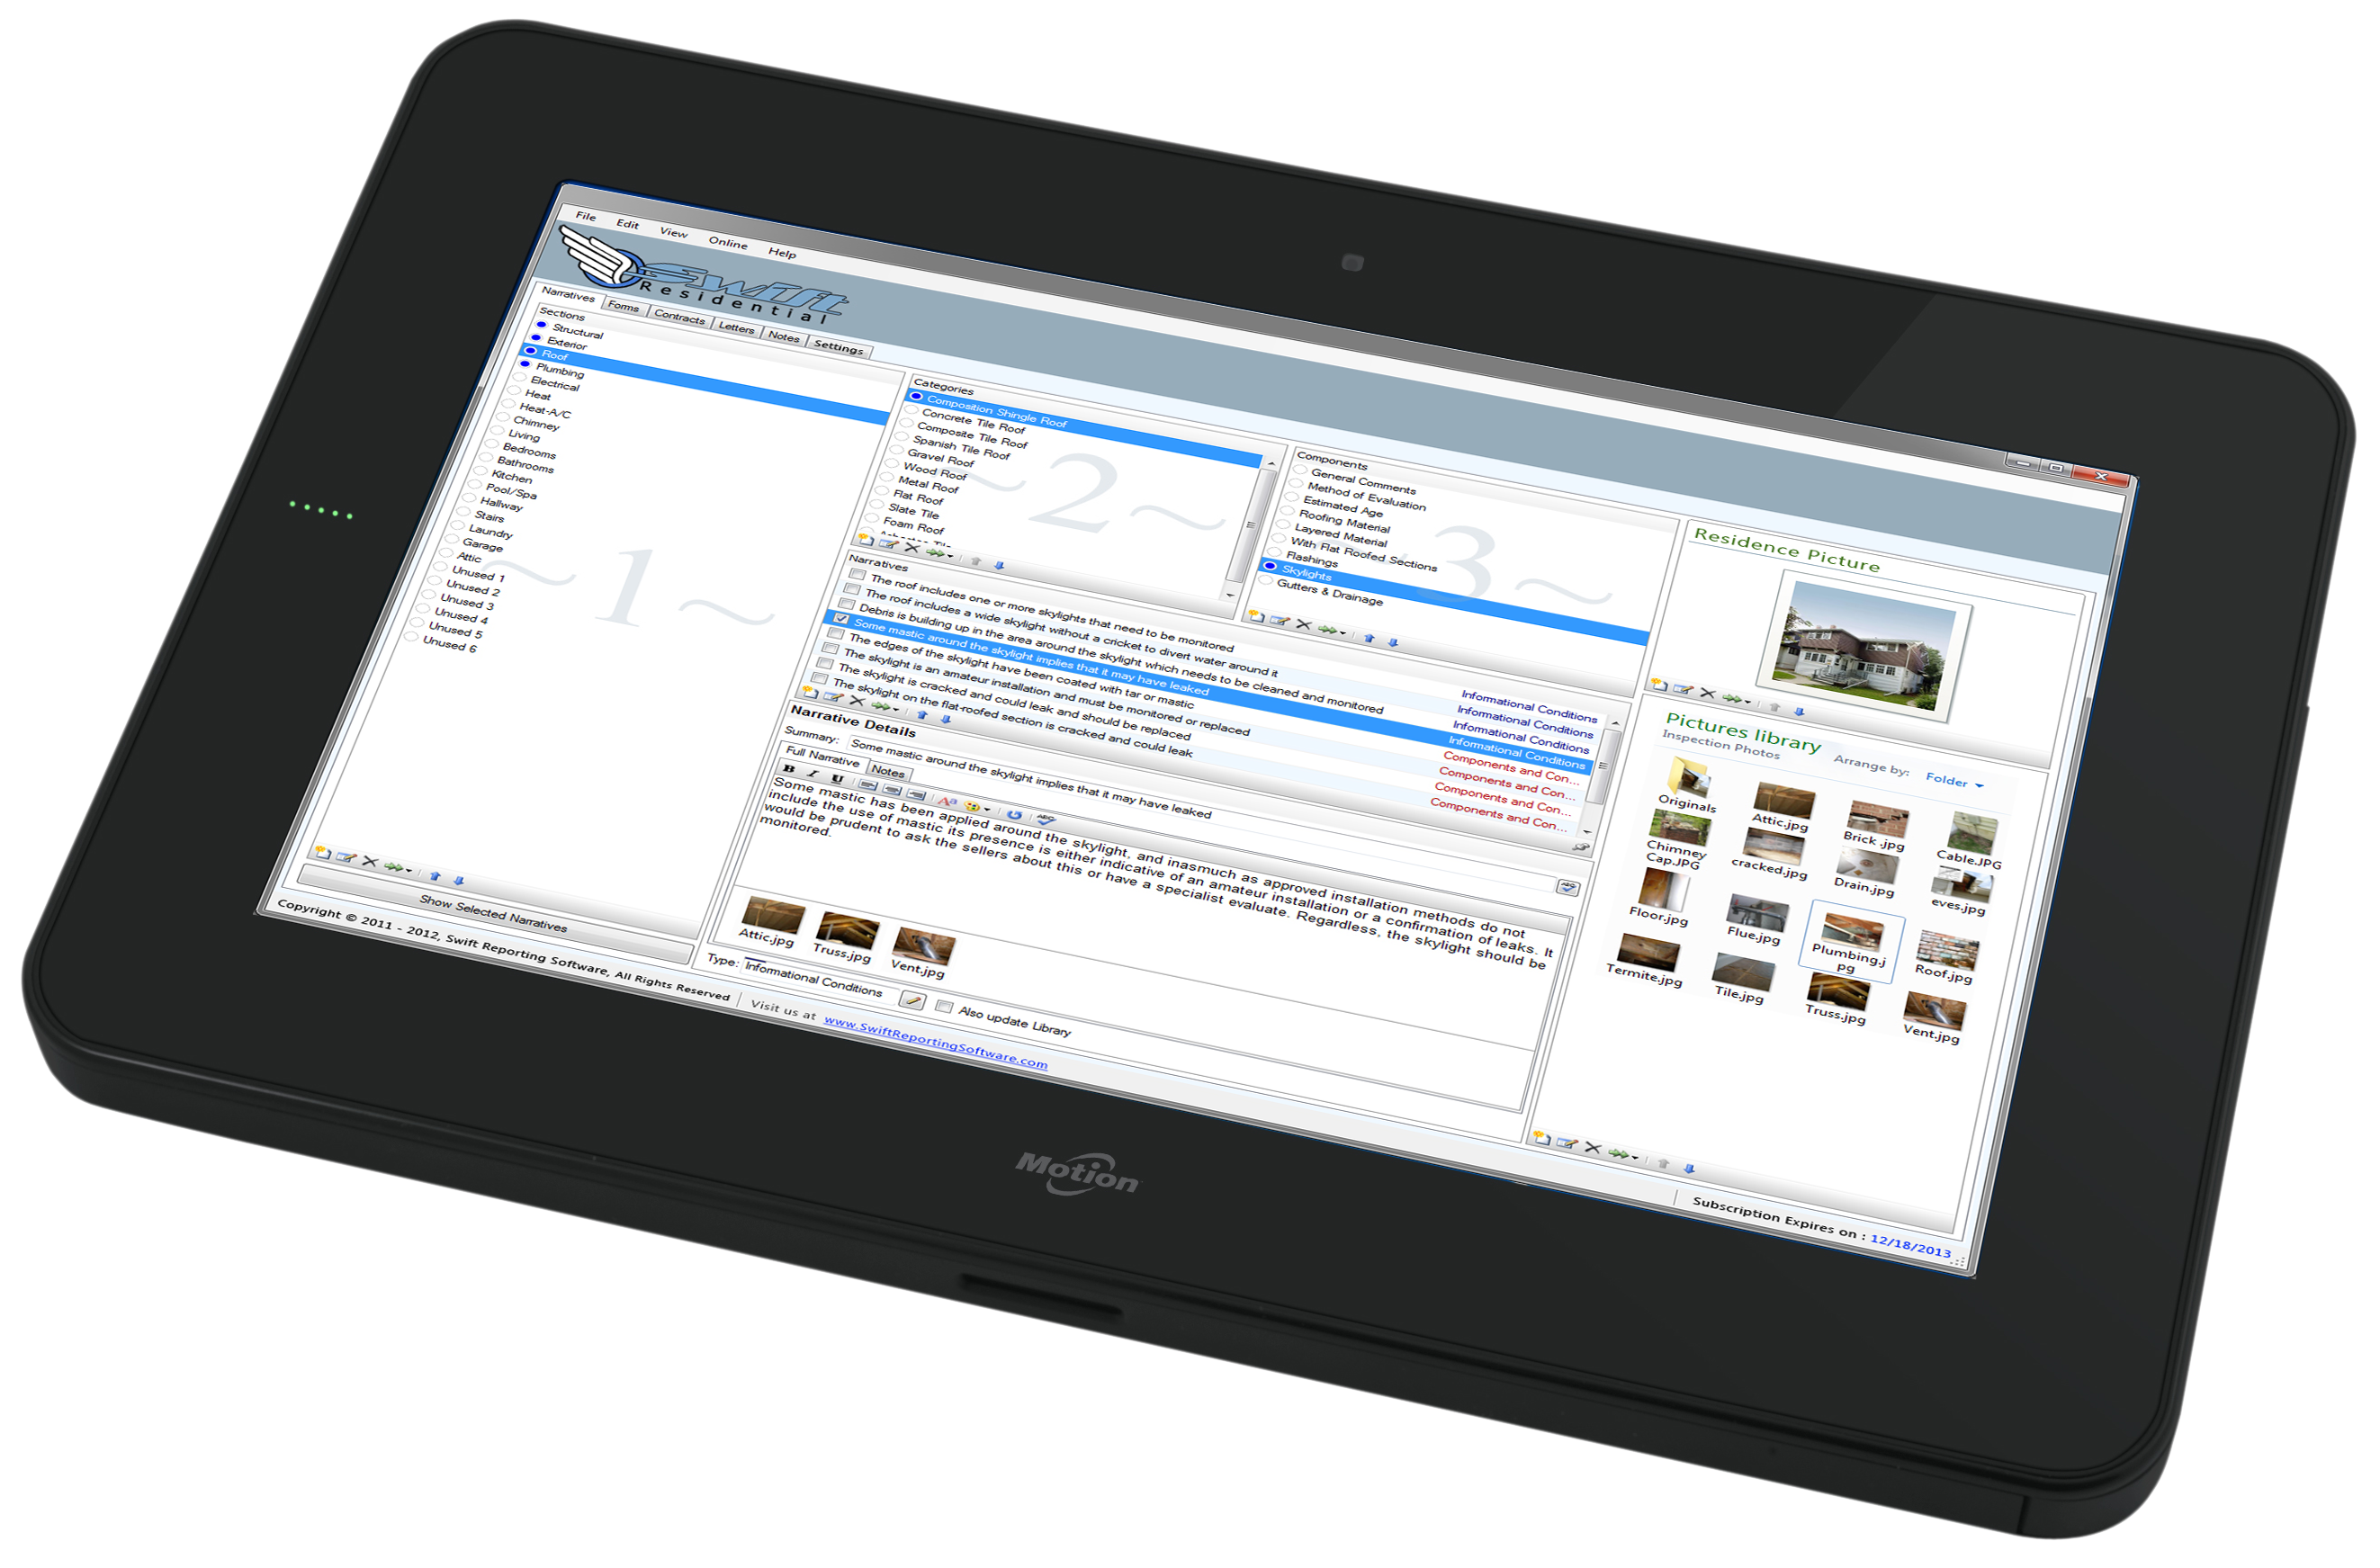 File Edit View Online Help
Swift
Residential
Narratives Forms Contracts Letters Notes Settings
Sections
Structural
Exterior
Roof
Plumbing
Electrical
Heat
Heat-A/C
Chimney
Living
Bedrooms
Bathrooms
Kitchen
Pool/Spa
Hallway
Stairs
Laundry
Garage
Attic
Unused 1
Unused 2
Unused 3
Unused 4
Unused 5
Unused 6
~1~
Show Selected Narratives
Categories
Composition Shingle Roof
Concrete Tile Roof
Composite Tile Roof
Spanish Tile Roof
Gravel Roof
Wood Roof
Metal Roof
Flat Roof
Slate Tile
Foam Roof
~2~
Components
General Comments
Method of Evaluation
Estimated Age
Roofing Material
Layered Material
With Flat Roofed Sections
Flashings
Skylights
Gutters & Drainage
3~
Narratives
The roof includes one or more skylights that need to be monitored Informational Conditions
The roof includes a wide skylight without a cricket to divert water around it Informational Conditions
Debris is building up in the area around the skylight which needs to be cleaned and monitored Informational Conditions
Some mastic around the skylight implies that it may have leaked Informational Conditions
The edges of the skylight have been coated with tar or mastic Components and Con...
The skylight is an amateur installation and must be monitored or replaced Components and Con...
The skylight is cracked and could leak and should be replaced Components and Con...
The skylight on the flat-roofed section is cracked and could leak Components and Con...
Narrative Details
Summary: Some mastic around the skylight implies that it may have leaked
Full Narrative Notes
B I U
Some mastic has been applied around the skylight, and inasmuch as approved installation methods do not
include the use of mastic its presence is either indicative of an amateur installation or a confirmation of leaks. It
would be prudent to ask the sellers about this or have a specialist evaluate. Regardless, the skylight should be
monitored.
Attic.jpg Truss.jpg Vent.jpg
Type: Informational Conditions Also update Library
Residence Picture
Pictures library
Inspection Photos
Arrange by: Folder
Originals Attic.jpg Brick .jpg Cable.JPG
Chimney Cap.JPG cracked.jpg Drain.jpg eves.jpg
Floor.jpg Flue.jpg Plumbing.jpg Roof.jpg
Termite.jpg Tile.jpg Truss.jpg Vent.jpg
Copyright © 2011 - 2012, Swift Reporting Software, All Rights Reserved Visit us at www.SwiftReportingSoftware.com
Subscription Expires on : 12/18/2013
Motion